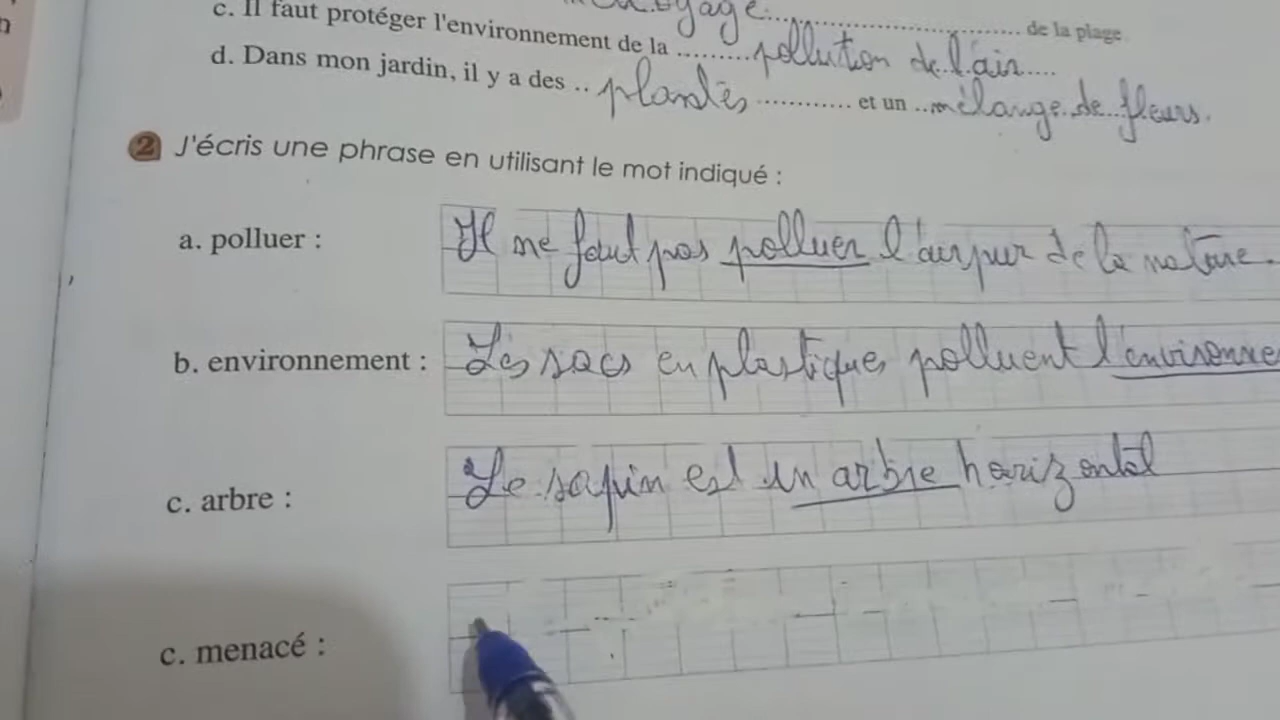 c. Il faut protéger l'environnement de la ......... pollution de l'air....
de la plage
d. Dans mon jardin, il y a des .. plantes ............ et un ..mélange.de..fleurs.
2 J'écris une phrase en utilisant le mot indiqué :
a. polluer : Il ne faut pas polluer l'air pur de la nature.
b. environnement : Les sacs en plastiques polluent l'environne
c. arbre : Le sapin est un arbre horizontal
c. menacé :